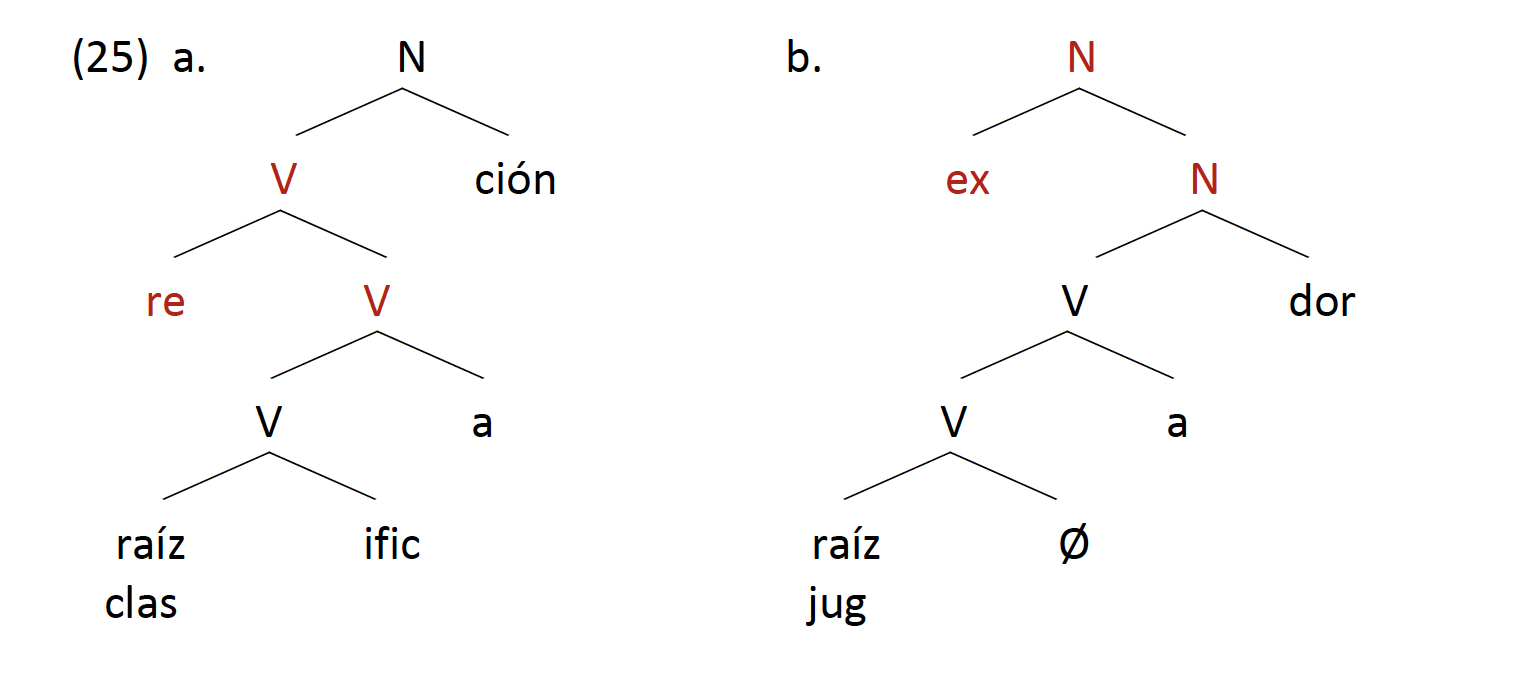 (25) a. N b. N
V ción ex N
re V V dor
V a V a
raíz ific raíz Ø
clas jug